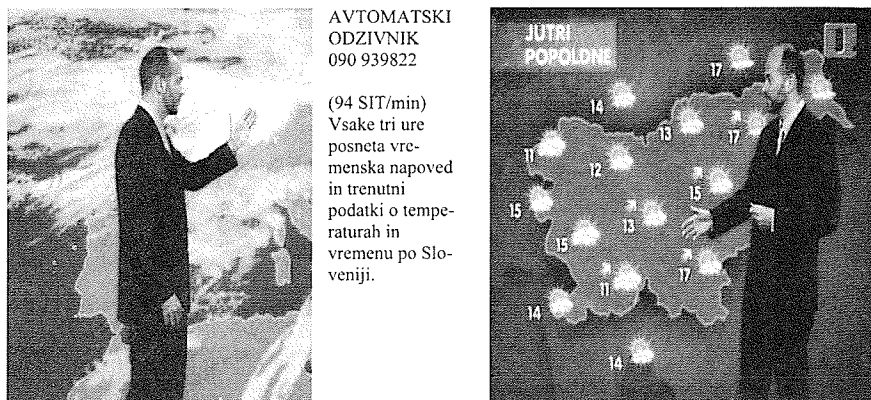 AVTOMATSKI
ODZIVNIK
090 939822
(94 SIT/min)
Vsake tri ure
posneta vre-
menska napoved
in trenutni
podatki o tempe-
raturah in
vremenu po Slo-
veniji.
JUTRI
POPOLDNE
17
14
13
17
11
12
15
15
13
15
17
11
14
14